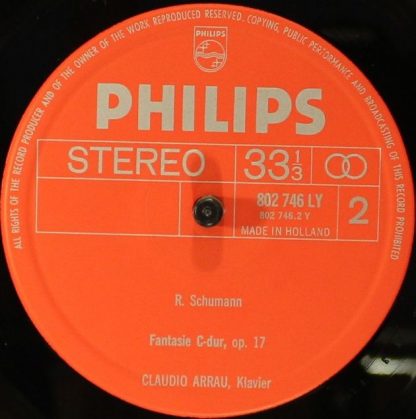 ALL RIGHTS OF THE RECORD PRODUCER AND OF THE OWNER OF THE WORK REPRODUCED RESERVED. COPYING, PUBLIC PERFORMANCE AND BROADCASTING OF THIS RECORD PROHIBITED
PHILIPS
PHILIPS
STEREO 33⅓
802 746 LY
802 746.2 Y 2
MADE IN HOLLAND
R. Schumann
Fantasie C-dur, op. 17
CLAUDIO ARRAU, Klavier